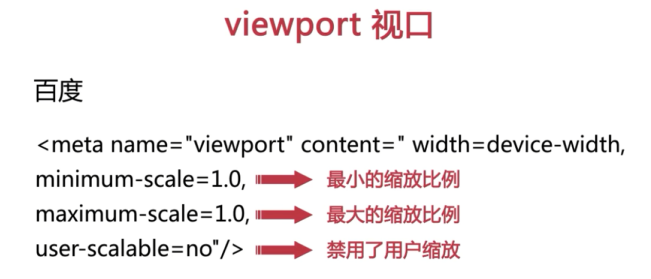 viewport 视口
百度
<meta name="viewport" content=" width=device-width,
minimum-scale=1.0, 最小的缩放比例
maximum-scale=1.0, 最大的缩放比例
user-scalable=no"/> 禁用了用户缩放